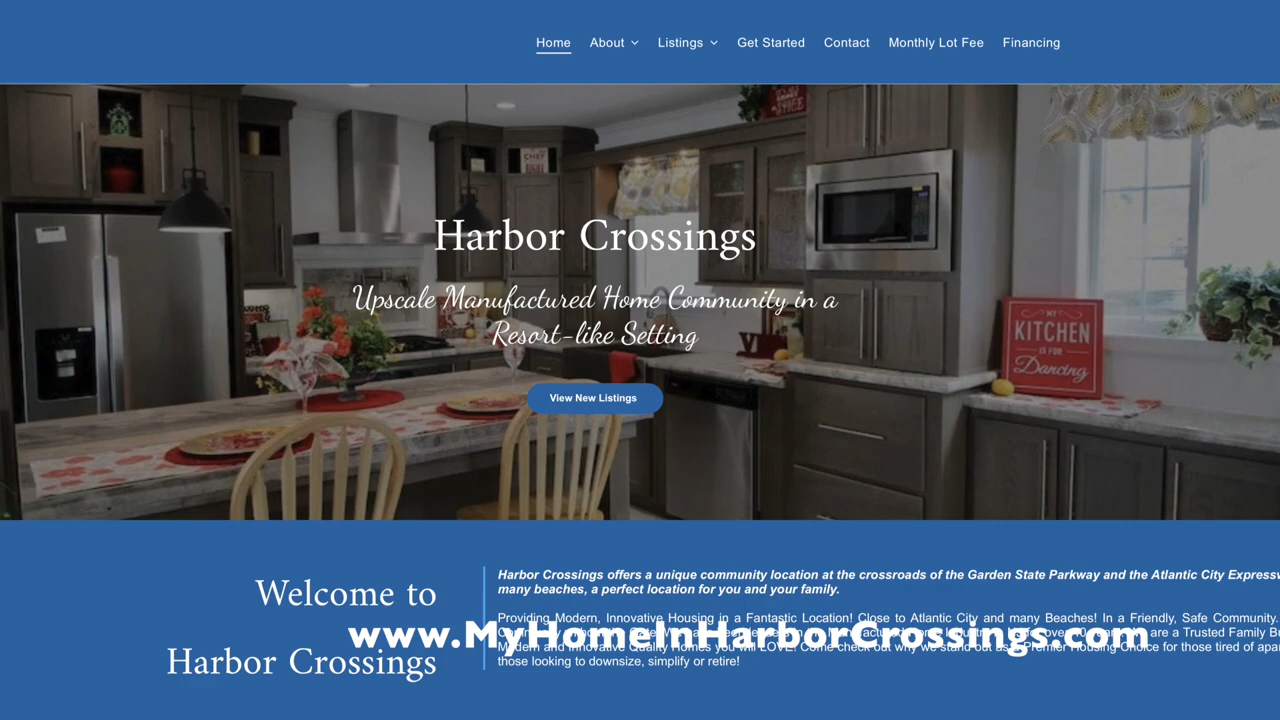 Home About Listings Get Started Contact Monthly Lot Fee Financing
CHEF
Harbor Crossings
Upscale Manufactured Home Community in a
Resort-like Setting
MY
KITCHEN
IS FOR
Dancing
View New Listings
Welcome to
Harbor Crossings
Harbor Crossings offers a unique community location at the crossroads of the Garden State Parkway and the Atlantic City
many beaches, a perfect location for you and your family.
Providing Modern, Innovative Housing in a Fantastic Location! Close to Atlantic City and many Beaches! In a Friendly, Safe Community.
are a Trusted Family
Modern and Innovative Quality Homes you will LOVE! Come check out why we stand out as Premier Housing Choice for those tired of
those looking to downsize, simplify or retire!
www.MyHomeInHarborCrossings.com